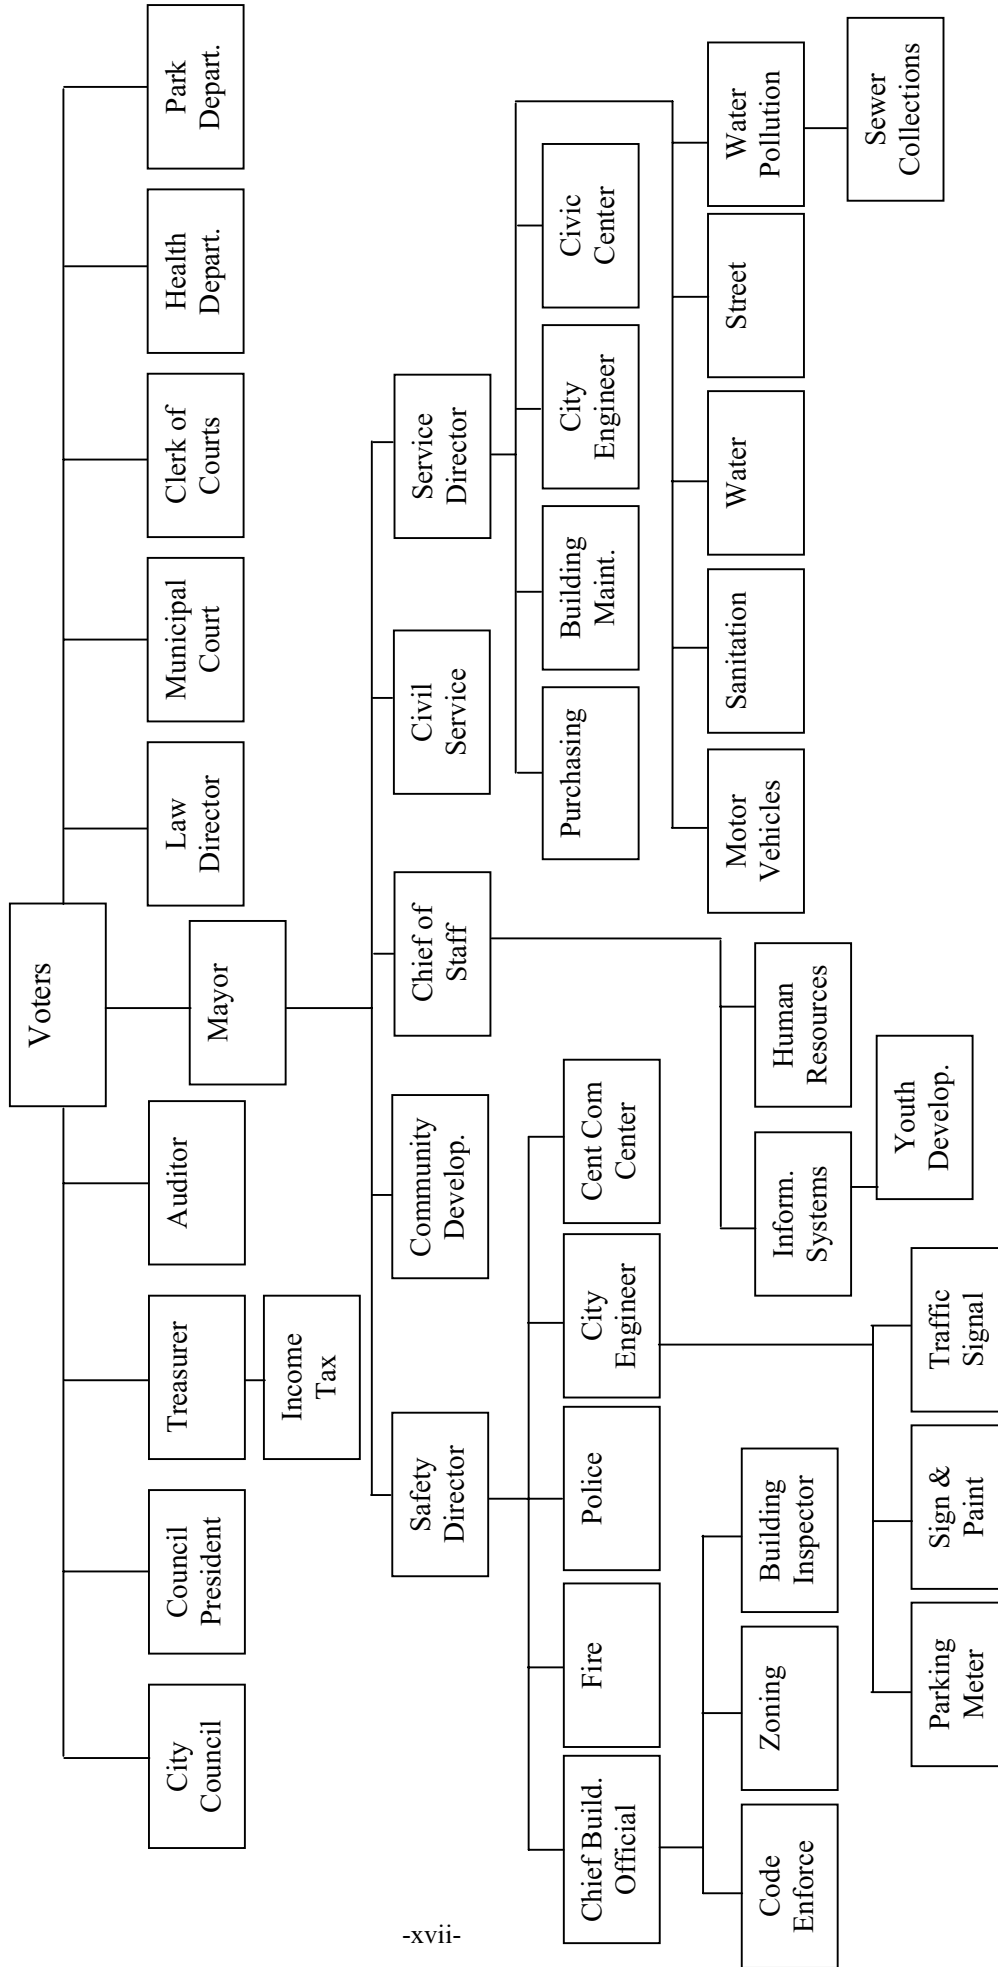 Voters
City
Council
Council
President
Treasurer
Auditor
Mayor
Law
Director
Municipal
Court
Clerk of
Courts
Health
Depart.
Park
Depart.
Income
Tax
Safety
Director
Community
Develop.
Chief of
Staff
Civil
Service
Service
Director
Chief Build.
Official
Fire
Police
City
Engineer
Cent Com
Center
Purchasing
Building
Maint.
City
Engineer
Civic
Center
Code
Enforce
Zoning
Building
Inspector
Inform.
Systems
Human
Resources
Motor
Vehicles
Sanitation
Water
Street
Water
Pollution
Parking
Meter
Sign &
Paint
Traffic
Signal
Youth
Develop.
Sewer
Collections
-xvii-